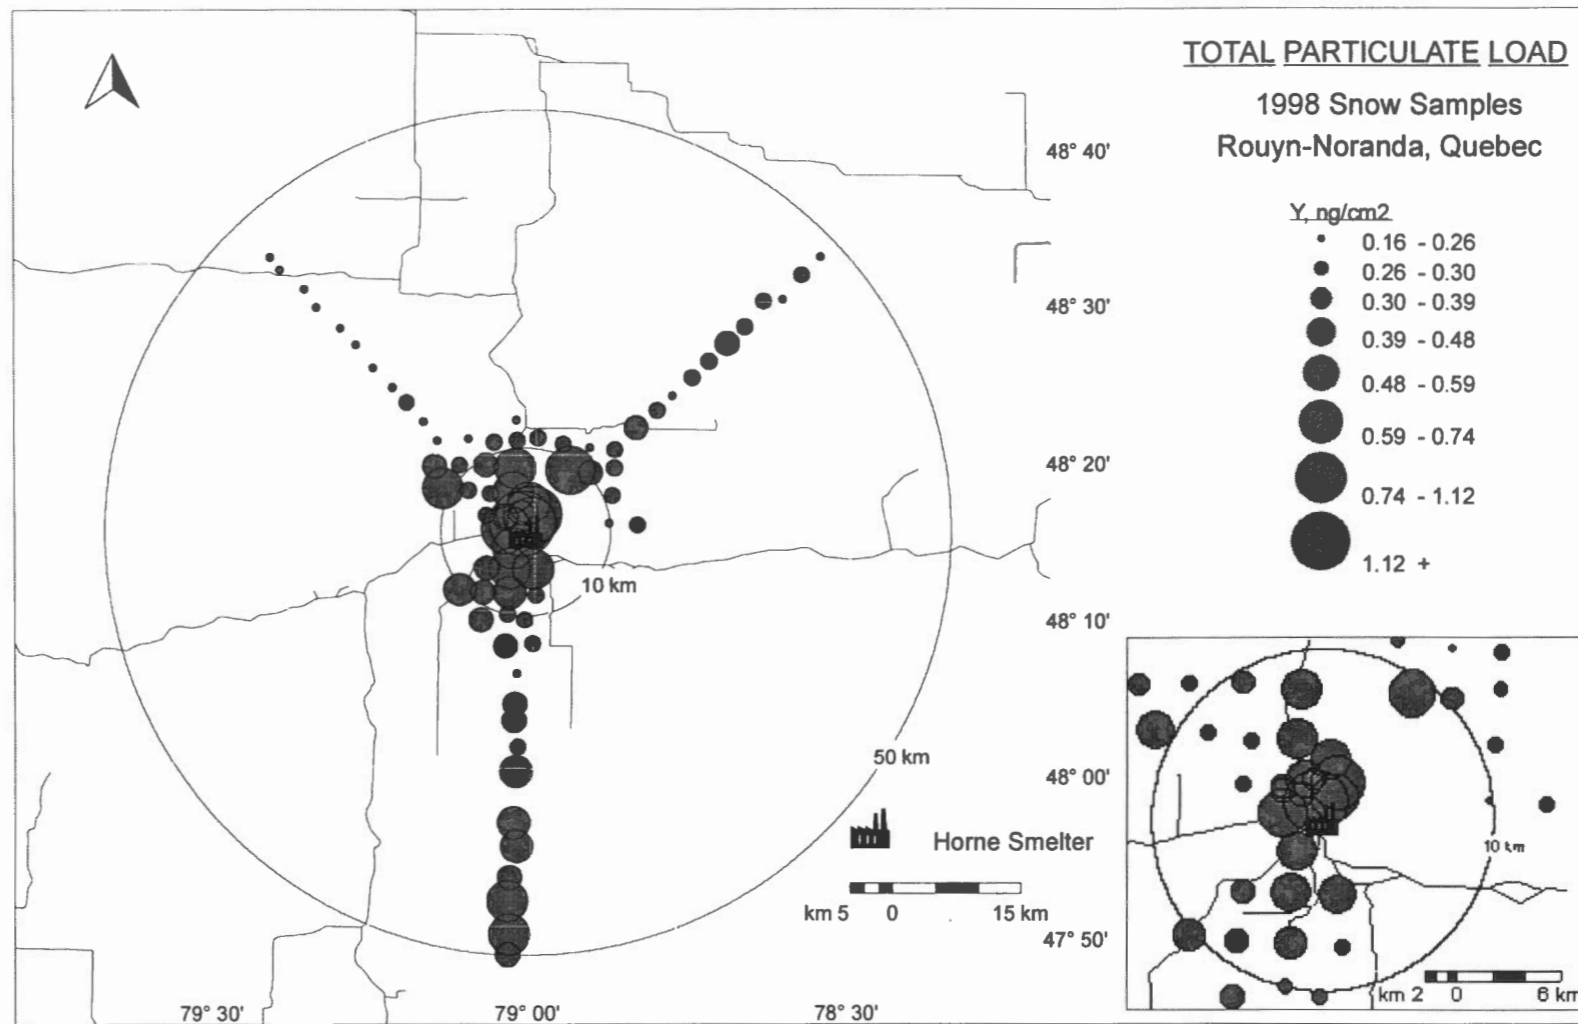 TOTAL PARTICULATE LOAD
1998 Snow Samples
Rouyn-Noranda, Quebec
Y, ng/cm2
0.16 - 0.26
0.26 - 0.30
0.30 - 0.39
0.39 - 0.48
0.48 - 0.59
0.59 - 0.74
0.74 - 1.12
1.12 +
48° 40'
48° 30'
48° 20'
48° 10'
48° 00'
47° 50'
10 km
50 km
Horne Smelter
km 5 0 15 km
79° 30' 79° 00' 78° 30'
10 km
km 2 0 6 km